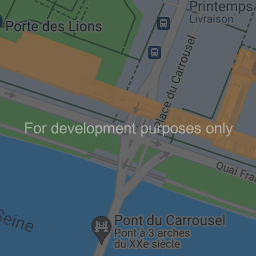 Printemps
Livraison
Porte des Lions
Place du Carrousel
For development purposes only
Quai Fra
Seine
Pont du Carrousel
Pont à 3 arches
du XXe siècle